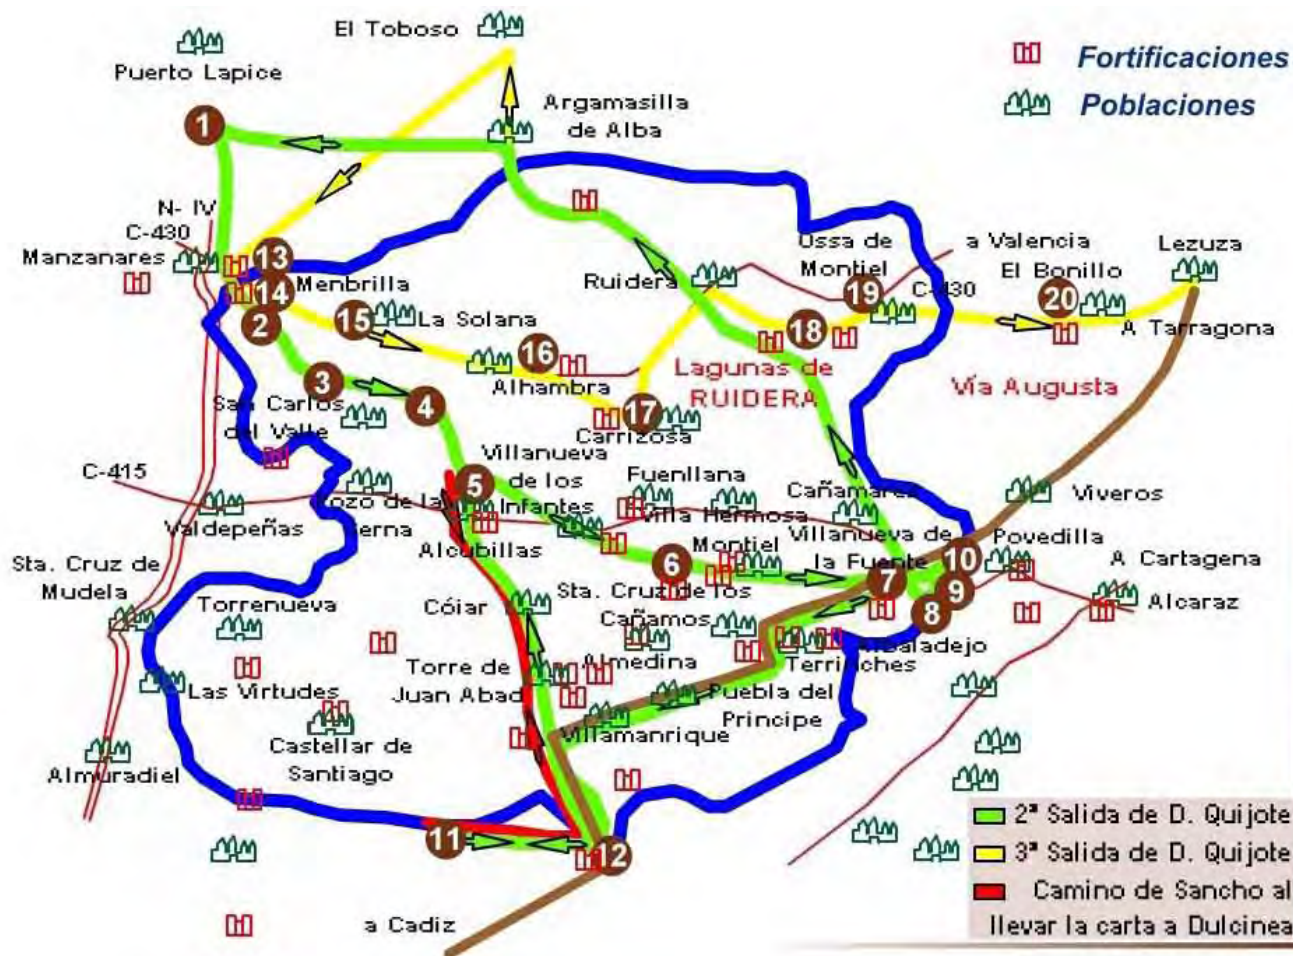 El Toboso
Puerto Lapice
Fortificaciones
Poblaciones
Argamasilla
de Alba
1
N- IV
C-430
Manzanares
13
Menbrilla
14
2
15
La Solana
Ruidera
Ossa de
Montiel
a Valencia
El Bonillo
Lezuza
19
C-430
20
18
A Tarragona
16
Alhambra
3
4
San Carlos
del Valle
17
Carrizosa
Lagunas de
RUIDERA
Vía Augusta
C-415
5
Villanueva
de los
Infantes
Fuenllana
Cañamares
Viveros
Valdepeñas
Pozo de la
Serna
Alcubillas
Villa Hermosa
Montiel
Villanueva de
la Fuente
Povedilla
A Cartagena
6
7
10
9
8
Sta. Cruz de
Mudela
Torrenueva
Cóiar
Sta. Cruz de los
Cañamos
Alcaraz
Albaladejo
Las Virtudes
Torre de
Juan Abad
Almedina
Terrinches
Puebla del
Principe
Castellar de
Santiago
Villamanrique
Almuradiel
11
12
a Cadiz
2ª Salida de D. Quijote
3ª Salida de D. Quijote
Camino de Sancho al
llevar la carta a Dulcinea